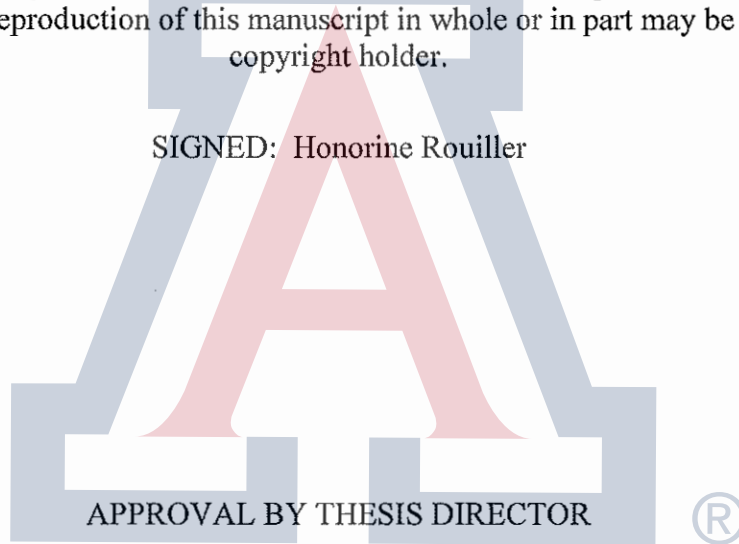 eproduction of this manuscript in whole or in part may be
copyright holder.
SIGNED: Honorine Rouiller
A
APPROVAL BY THESIS DIRECTOR
®